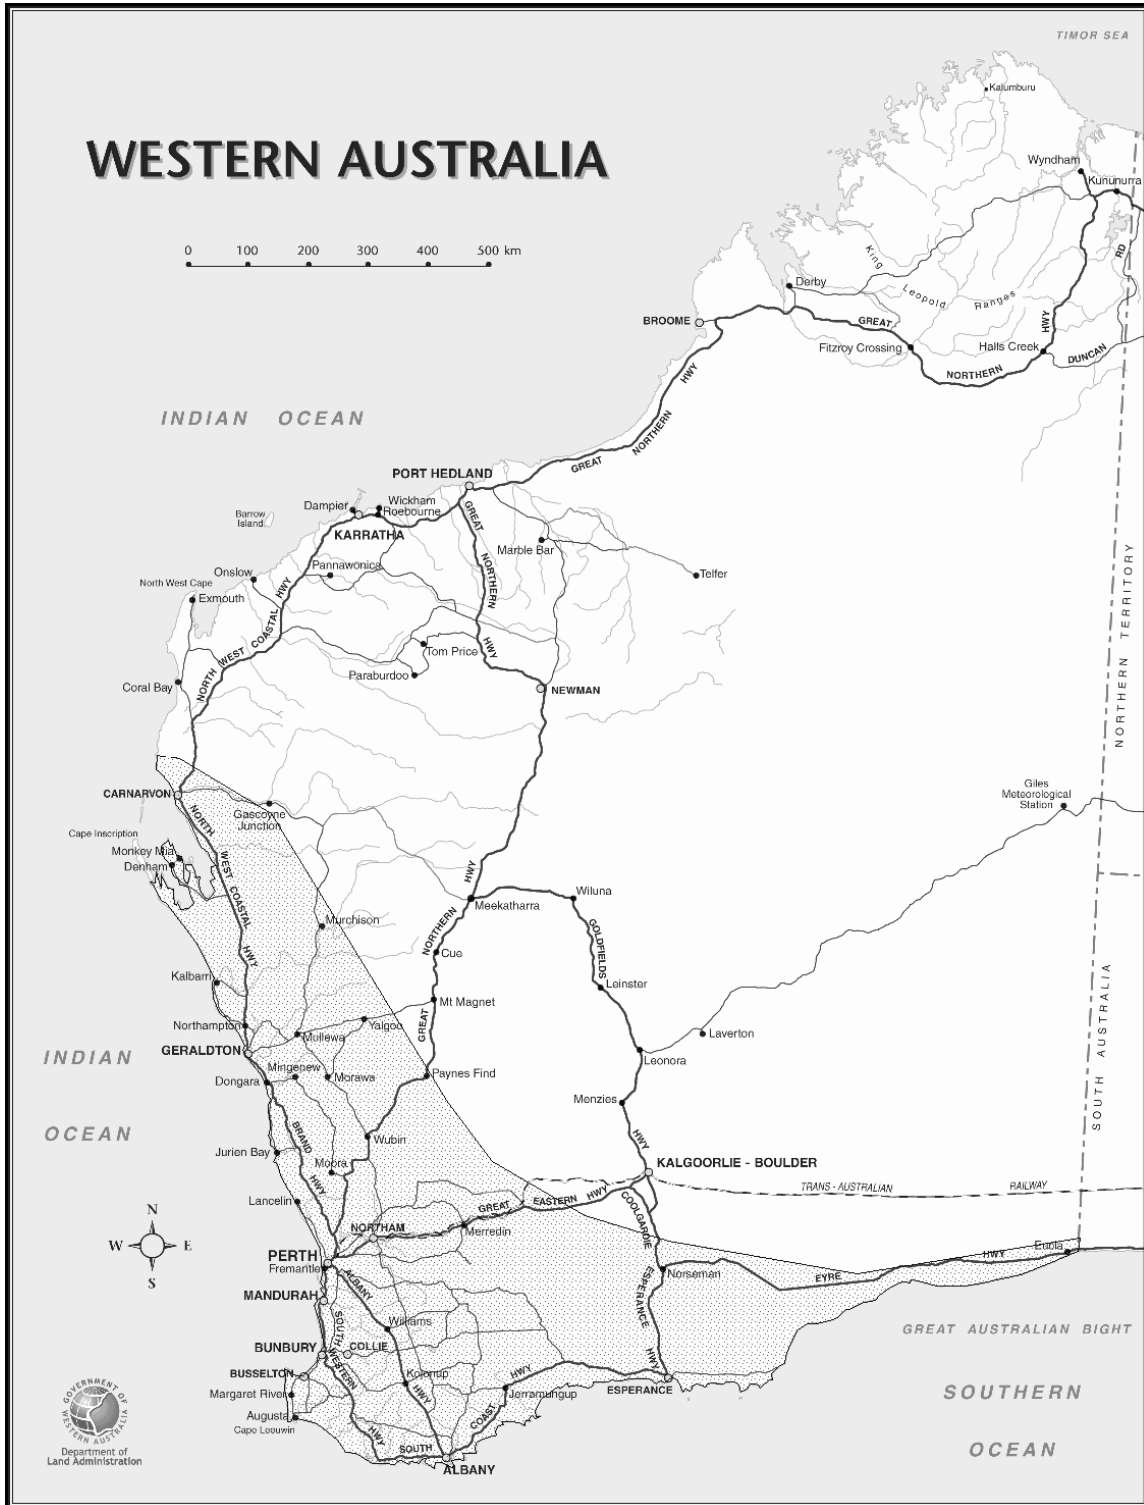 TIMOR SEA
Kalumburu
WESTERN AUSTRALIA
Wyndham
Kununurra
0 100 200 300 400 500 km
RD
King
Leopold
Ranges
Derby
BROOME
GREAT
HWY
Fitzroy Crossing
Halls Creek
DUNCAN
NORTHERN
HWY
INDIAN OCEAN
NORTHERN
GREAT
PORT HEDLAND
Dampier
Wickham
Roebourne
Barrow
Island
KARRATHA
GREAT
Marble Bar
NORTHERN
Pannawonica
Onslow
Telfer
North West Cape
Exmouth
HWY
COASTAL
WEST
NORTH
HWY
Tom Price
Paraburdoo
Coral Bay
NEWMAN
NORTHERN TERRITORY
Giles
Meteorological
Station
CARNARVON
Gascoyne
Junction
NORTH
WEST
COASTAL
HWY
Cape Inscription
Monkey Mia
Denham
HWY
Meekatharra
Wiluna
Murchison
NORTHERN
GOLDFIELDS
Cue
Kalbarri
Leinster
Mt Magnet
SOUTH AUSTRALIA
Northampton
Yalgoo
Mullewa
GREAT
Laverton
INDIAN
GERALDTON
Leonora
Mingenew
Morawa
Dongara
Paynes Find
Menzies
OCEAN
BRAND
Wubin
HWY
Jurien Bay
Moora
KALGOORLIE - BOULDER
HWY
TRANS - AUSTRALIAN
RAILWAY
Lancelin
GREAT
EASTERN
HWY
COOLGARDIE
N
W E
S
NORTHAM
Merredin
PERTH
Fremantle
Eucla
HWY
EYRE
Norseman
ALBANY
ESPERANCE
MANDURAH
Williams
SOUTH
WESTERN
GREAT AUSTRALIAN BIGHT
BUNBURY
COLLIE
HWY
BUSSELTON
Kojonup
HWY
HWY
Margaret River
Jerramungup
ESPERANCE
SOUTHERN
Augusta
Cape Leeuwin
COAST
HWY
SOUTH
ALBANY
OCEAN
GOVERNMENT OF
WESTERN AUSTRALIA
Department of
Land Administration